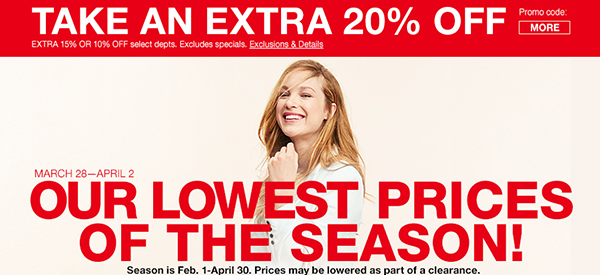 TAKE AN EXTRA 20% OFF
Promo code:
MORE
EXTRA 15% OR 10% OFF select depts. Excludes specials. Exclusions & Details
MARCH 28—APRIL 2
OUR LOWEST PRICES
OF THE SEASON!
Season is Feb. 1-April 30. Prices may be lowered as part of a clearance.